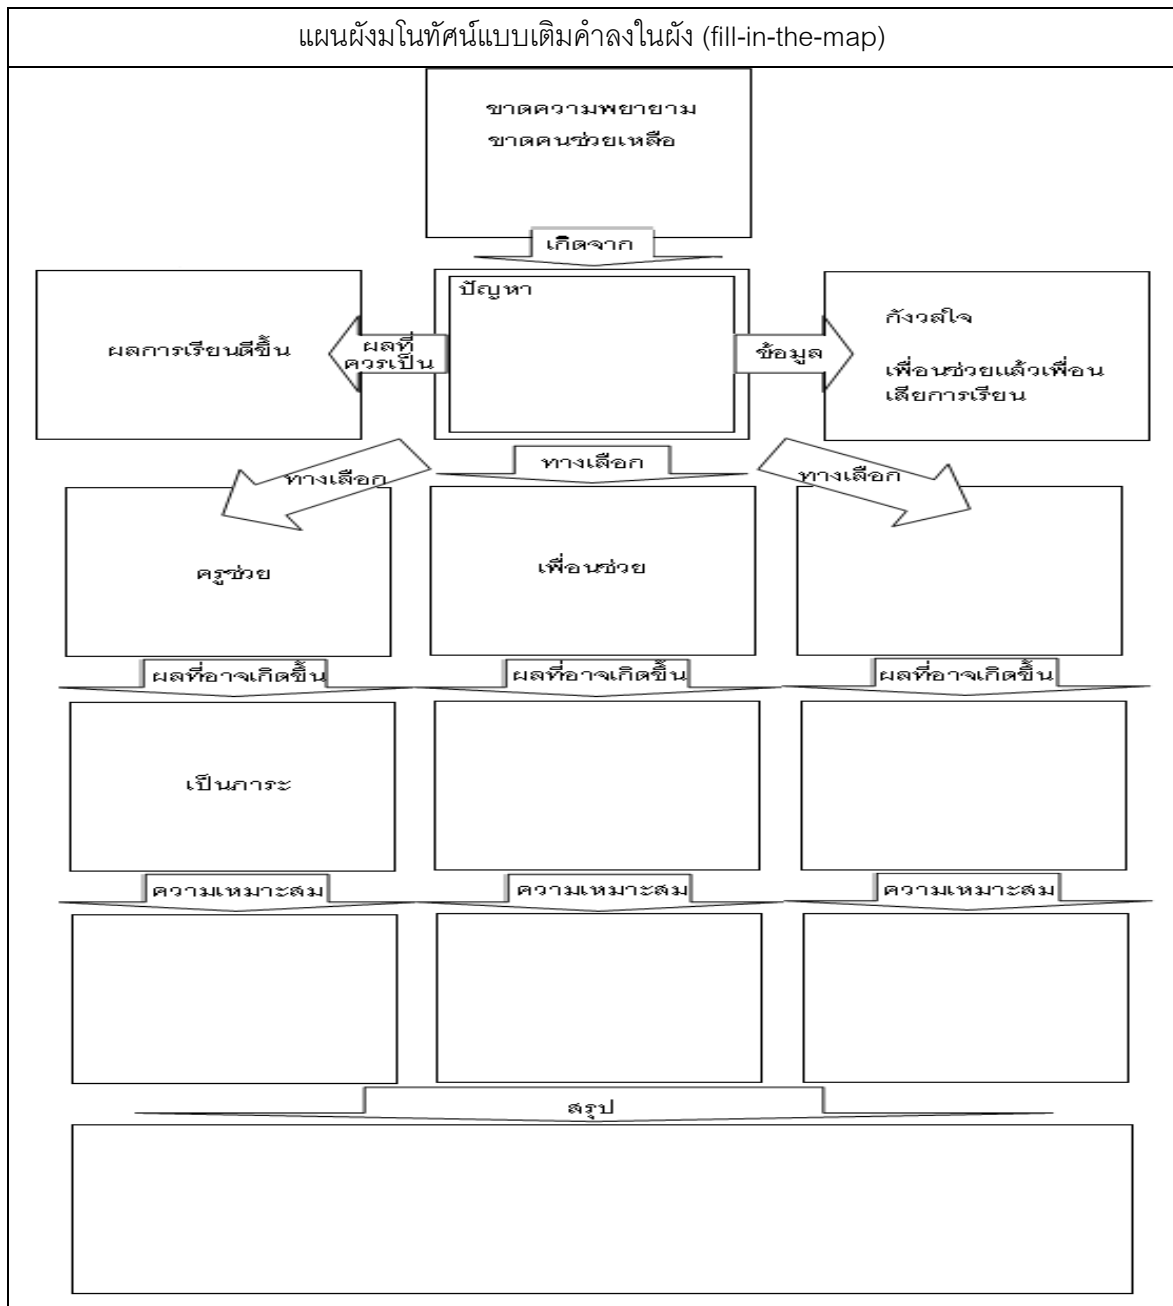 แผนผังมโนทัศน์แบบเติมคำลงในผัง (fill-in-the-map)
ขาดความพยายาม
ขาดคนช่วยเหลือ
เกิดจาก
ปัญหา
ผลการเรียนดีขึ้น
ผลที่
ควรเป็น
ข้อมูล
กังวลใจ
เพื่อนช่วยแล้วเพื่อน
เสียการเรียน
ทางเลือก
ทางเลือก
ทางเลือก
ครูช่วย
เพื่อนช่วย
ผลที่อาจเกิดขึ้น
ผลที่อาจเกิดขึ้น
ผลที่อาจเกิดขึ้น
เป็นภาระ
ความเหมาะสม
ความเหมาะสม
ความเหมาะสม
สรุป